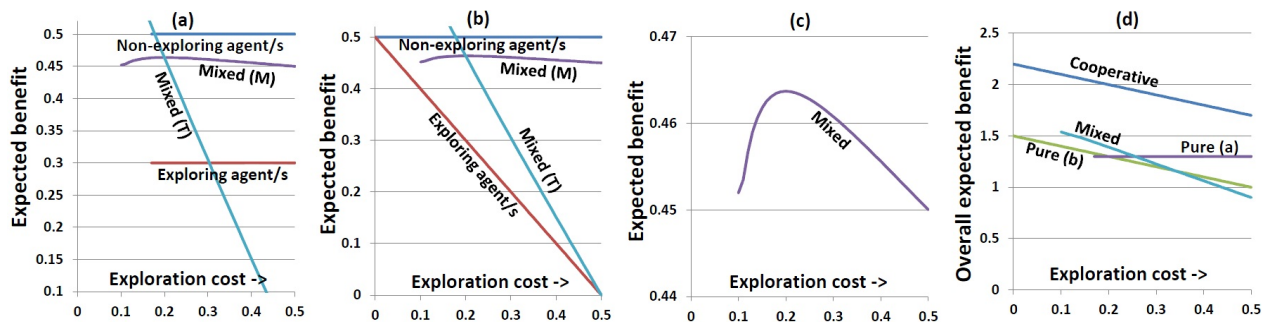 (a)
Expected benefit
0.5
0.45
0.4
0.35
0.3
0.25
0.2
0.15
0.1
Non-exploring agent/s
Mixed (M)
Mixed (T)
Exploring agent/s
Exploration cost ->
0 0.1 0.2 0.3 0.4 0.5
(b)
Expected benefit
0.5
0.4
0.3
0.2
0.1
0
Non-exploring agent/s
Mixed (M)
Mixed (T)
Exploring agent/s
Exploration cost ->
0 0.1 0.2 0.3 0.4 0.5
(c)
Expected benefit
0.47
0.46
0.45
0.44
Mixed
Exploration cost ->
0 0.1 0.2 0.3 0.4 0.5
(d)
Overall expected benefit
2.5
2
1.5
1
0.5
0
Cooperative
Mixed
Pure (a)
Pure (b)
Exploration cost ->
0 0.1 0.2 0.3 0.4 0.5